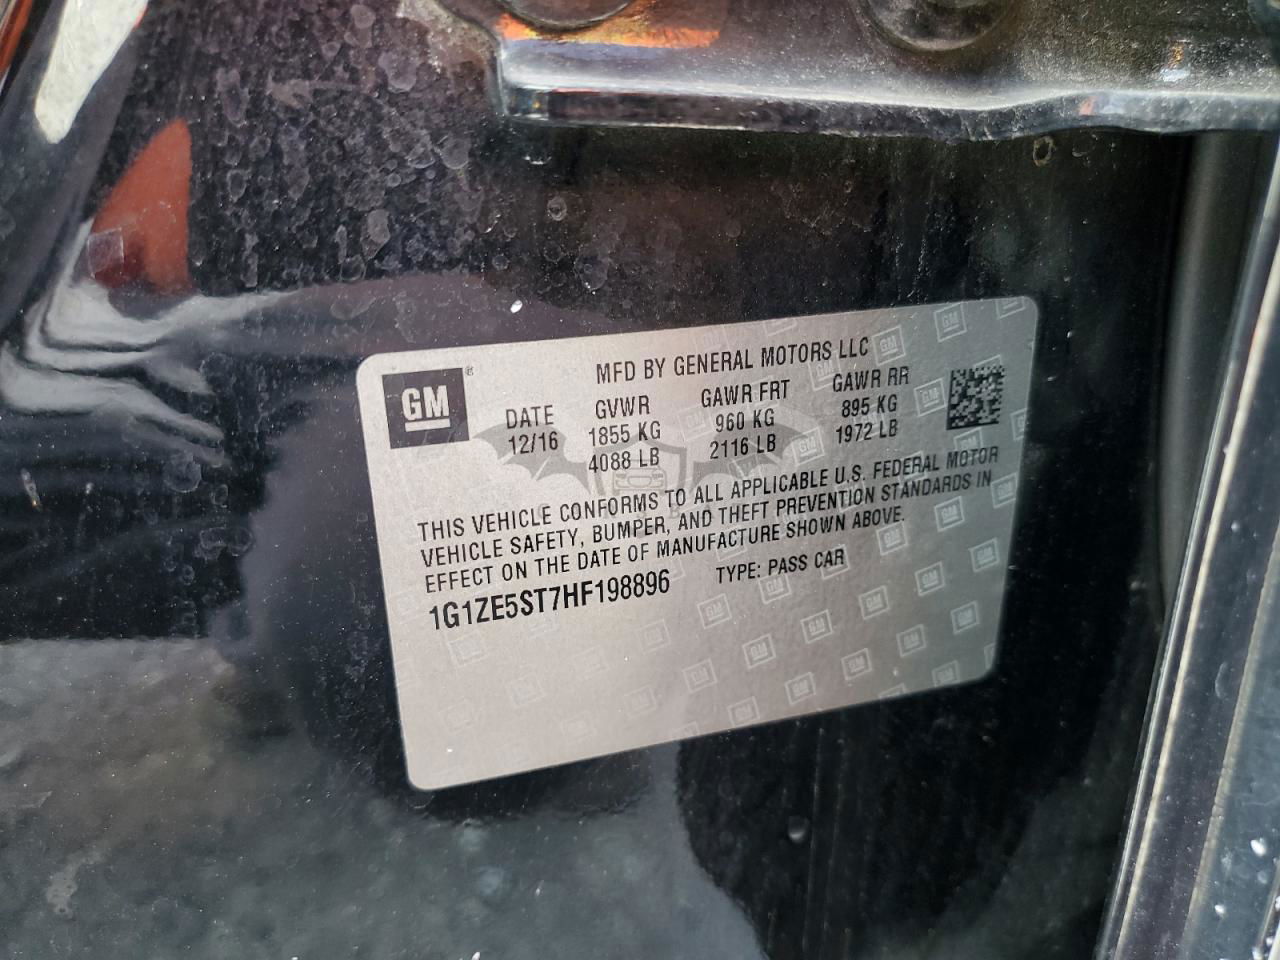 GM ®
MFD BY GENERAL MOTORS LLC
DATE GVWR GAWR FRT GAWR RR
12/16 1855 KG 960 KG 895 KG
4088 LB 2116 LB 1972 LB
THIS VEHICLE CONFORMS TO ALL APPLICABLE U.S. FEDERAL MOTOR
VEHICLE SAFETY, BUMPER, AND THEFT PREVENTION STANDARDS IN
EFFECT ON THE DATE OF MANUFACTURE SHOWN ABOVE.
1G1ZE5ST7HF198896 TYPE: PASS CAR